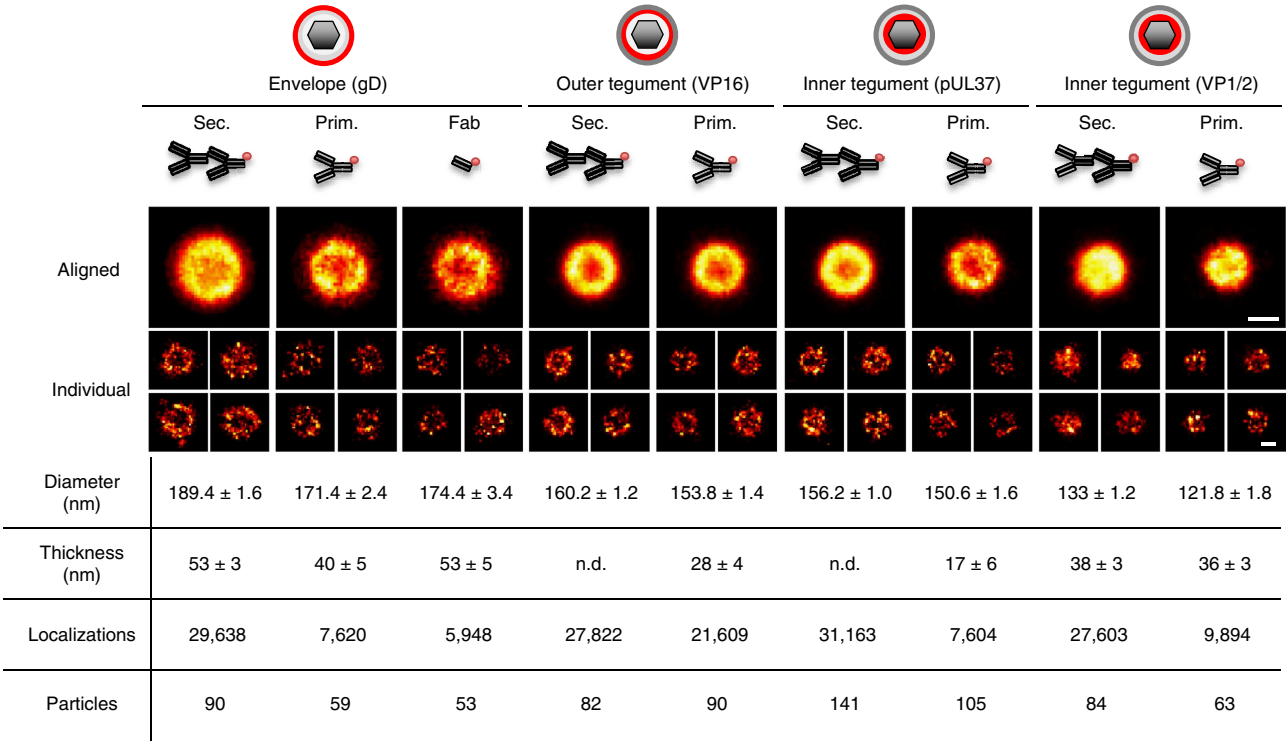 Envelope (gD) Outer tegument (VP16) Inner tegument (pUL37) Inner tegument (VP1/2)
Sec. Prim. Fab Sec. Prim. Sec. Prim. Sec. Prim.
Aligned
Individual
Diameter
(nm)
189.4 ± 1.6 171.4 ± 2.4 174.4 ± 3.4 160.2 ± 1.2 153.8 ± 1.4 156.2 ± 1.0 150.6 ± 1.6 133 ± 1.2 121.8 ± 1.8
Thickness
(nm)
53 ± 3 40 ± 5 53 ± 5 n.d. 28 ± 4 n.d. 17 ± 6 38 ± 3 36 ± 3
Localizations 29,638 7,620 5,948 27,822 21,609 31,163 7,604 27,603 9,894
Particles 90 59 53 82 90 141 105 84 63